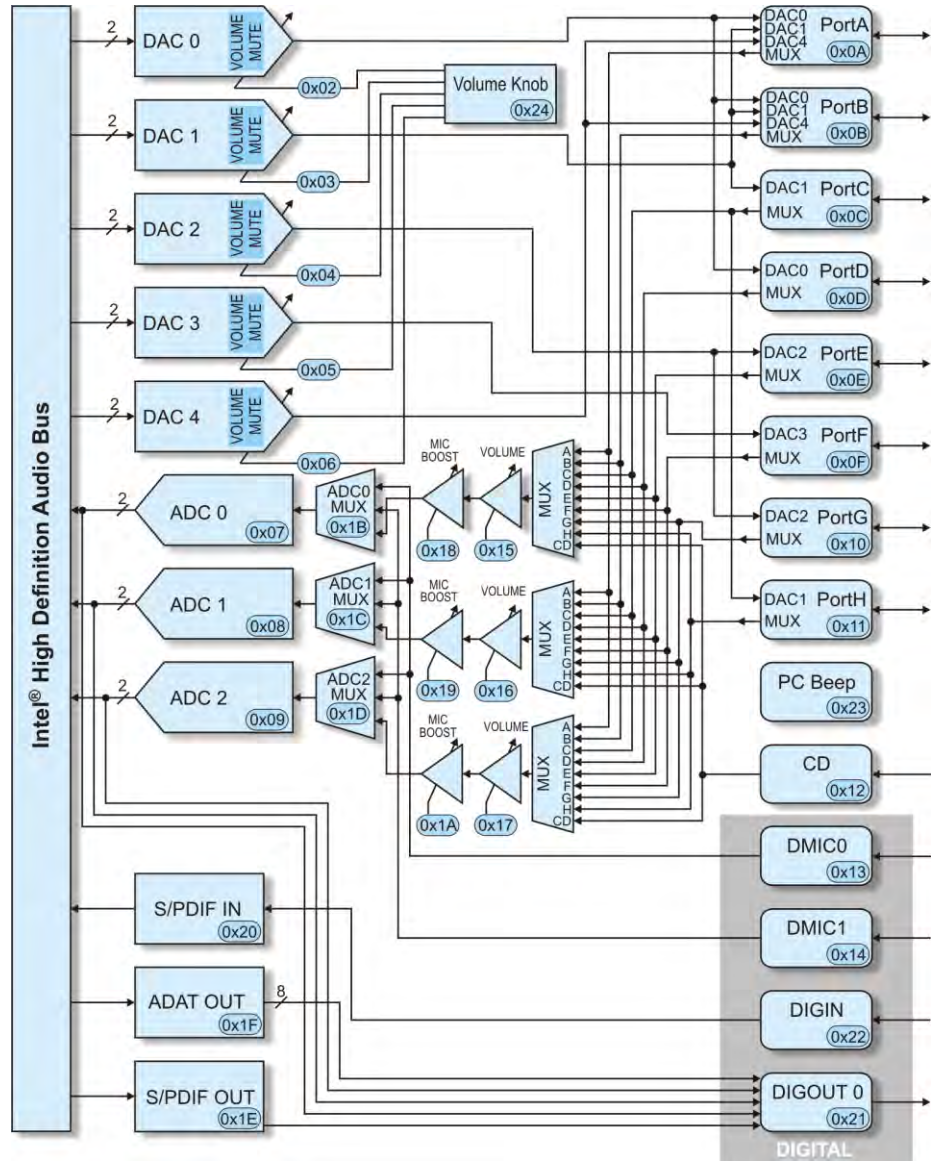 Intel® High Definition Audio Bus
2
DAC 0
VOLUME
MUTE
0x02
2
DAC 1
VOLUME
MUTE
0x03
2
DAC 2
VOLUME
MUTE
0x04
2
DAC 3
VOLUME
MUTE
0x05
2
DAC 4
VOLUME
MUTE
0x06
Volume Knob
0x24
2
ADC 0
0x07
2
ADC 1
0x08
2
ADC 2
0x09
ADC0
MUX
0x1B
ADC1
MUX
0x1C
ADC2
MUX
0x1D
MIC
BOOST
0x18
VOLUME
0x15
MUX
A
B
C
D
E
F
G
H
CD
MIC
BOOST
0x19
VOLUME
0x16
MUX
A
B
C
D
E
F
G
H
CD
MIC
BOOST
0x1A
VOLUME
0x17
MUX
A
B
C
D
E
F
G
H
CD
S/PDIF IN
0x20
ADAT OUT
0x1F
8
S/PDIF OUT
0x1E
DAC0
DAC1
DAC4
MUX
PortA
0x0A
DAC0
DAC1
DAC4
MUX
PortB
0x0B
DAC1
MUX
PortC
0x0C
DAC0
MUX
PortD
0x0D
DAC2
MUX
PortE
0x0E
DAC3
MUX
PortF
0x0F
DAC2
MUX
PortG
0x10
DAC1
MUX
PortH
0x11
PC Beep
0x23
CD
0x12
DMIC0
0x13
DMIC1
0x14
DIGIN
0x22
DIGOUT 0
0x21
DIGITAL